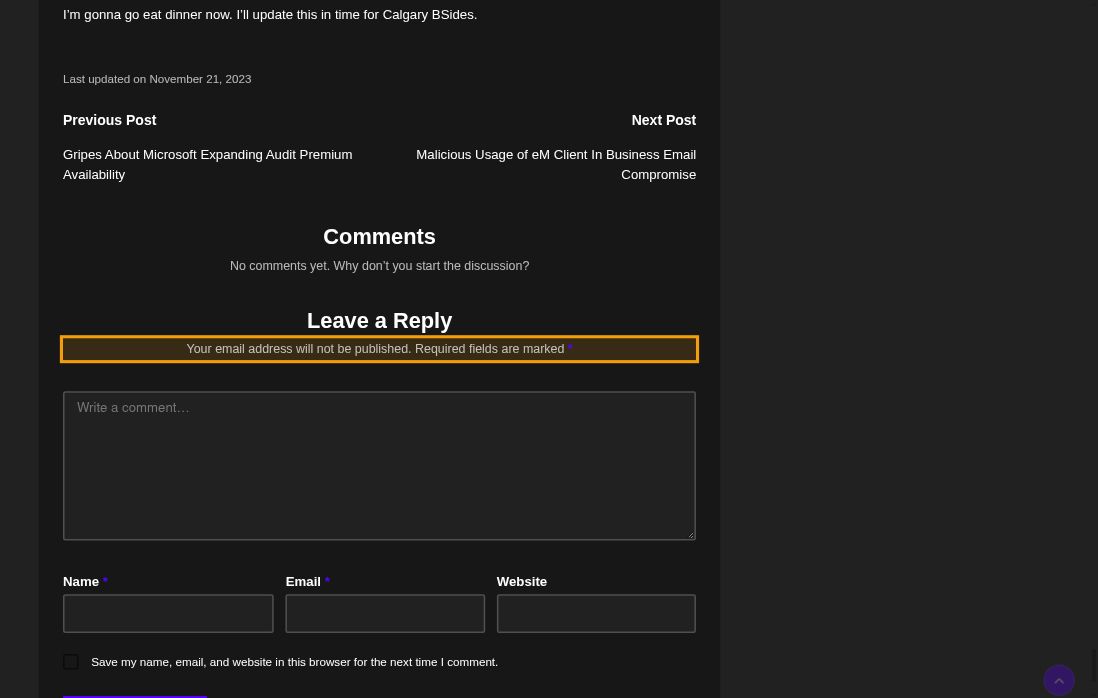 I’m gonna go eat dinner now. I’ll update this in time for Calgary BSides.
Last updated on November 21, 2023
Previous Post
Next Post
Gripes About Microsoft Expanding Audit Premium
Availability
Malicious Usage of eM Client In Business Email
Compromise
Comments
No comments yet. Why don’t you start the discussion?
Leave a Reply
Your email address will not be published. Required fields are marked *
Write a comment…
Name *
Email *
Website
Save my name, email, and website in this browser for the next time I comment.